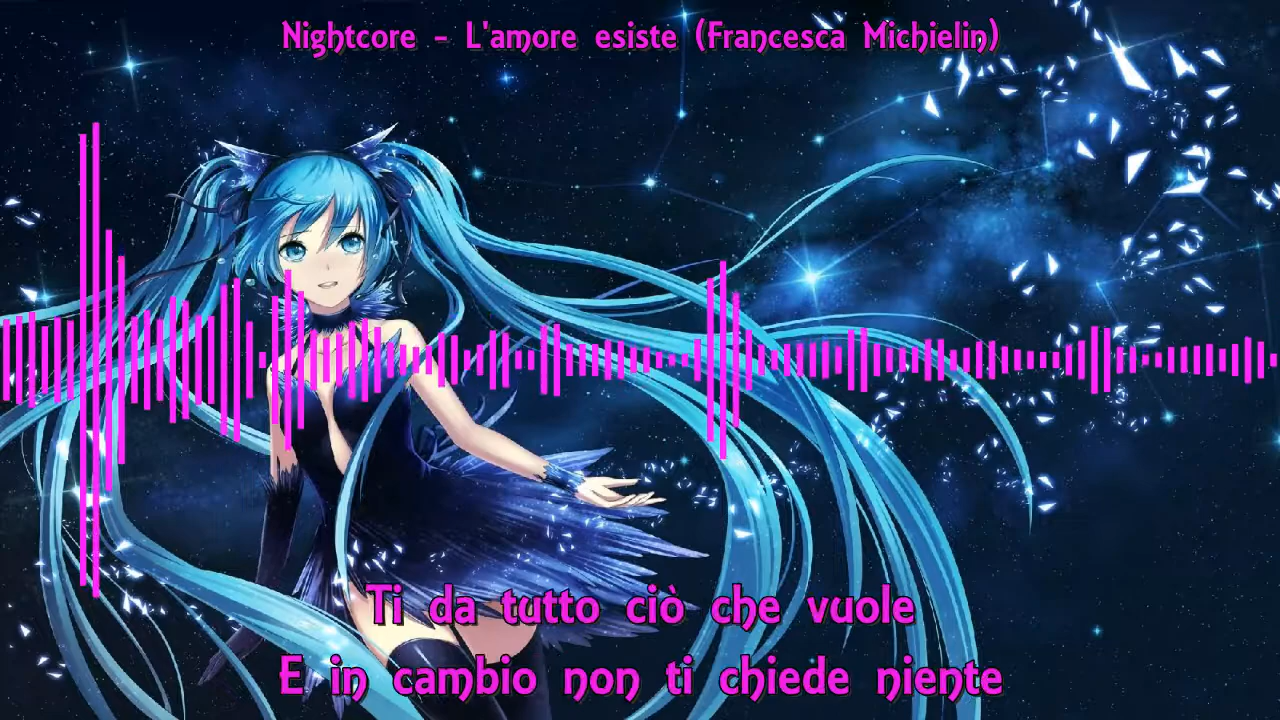 Nightcore - L'amore esiste (Francesca Michielin)
Ti da tutto ciò che vuole
E in cambio non ti chiede niente